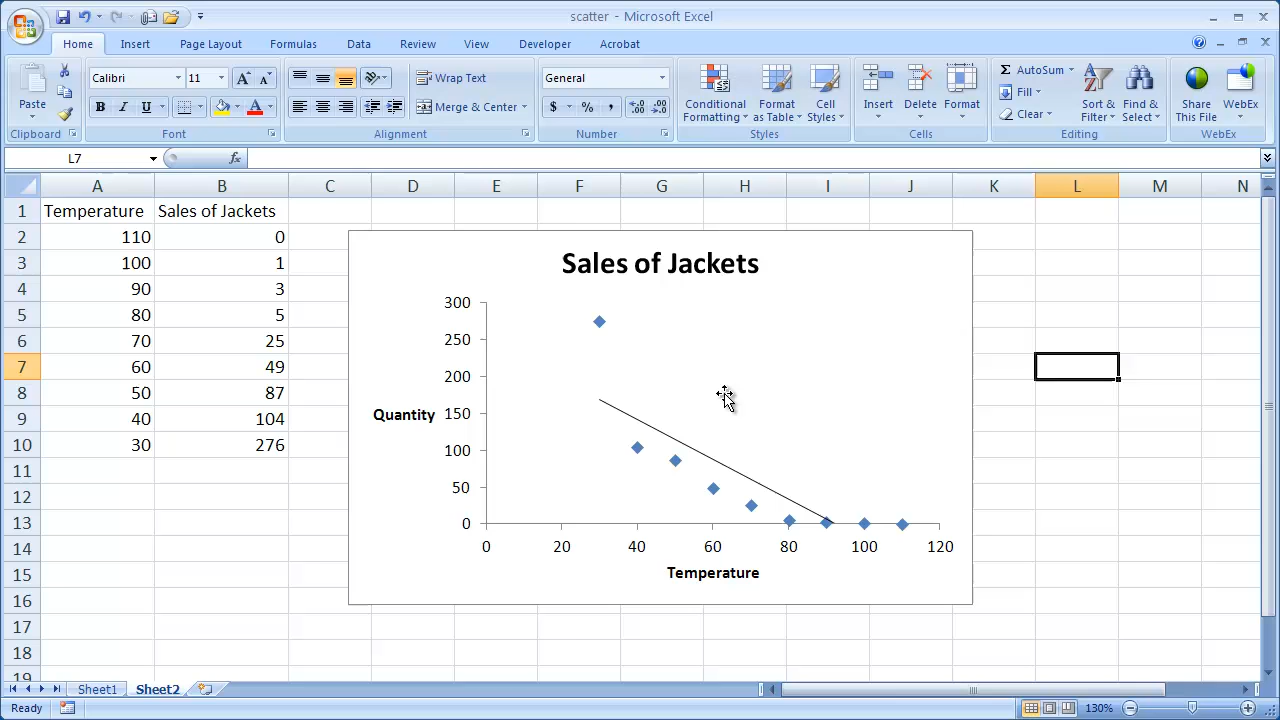 scatter - Microsoft Excel
Home Insert Page Layout Formulas Data Review View Developer Acrobat
Paste
Clipboard
Calibri 11 A A
B I U A
Font
Wrap Text
Merge & Center
Alignment
General
$ % ,
Number
Conditional Formatting
Format as Table
Cell Styles
Styles
Insert Delete Format
Cells
Σ AutoSum
Fill
Clear
Sort & Filter
Find & Select
Editing
Share This File
WebEx
WebEx
L7 fx
A B C D E F G H I J K L M N
1 Temperature Sales of Jackets
2 110 0
3 100 1
4 90 3
5 80 5
6 70 25
7 60 49
8 50 87
9 40 104
10 30 276
11
12
13
14
15
16
17
18
19
Sales of Jackets
300
250
200
Quantity 150
100
50
0
0 20 40 60 80 100 120
Temperature
Sheet1 Sheet2
Ready 130%